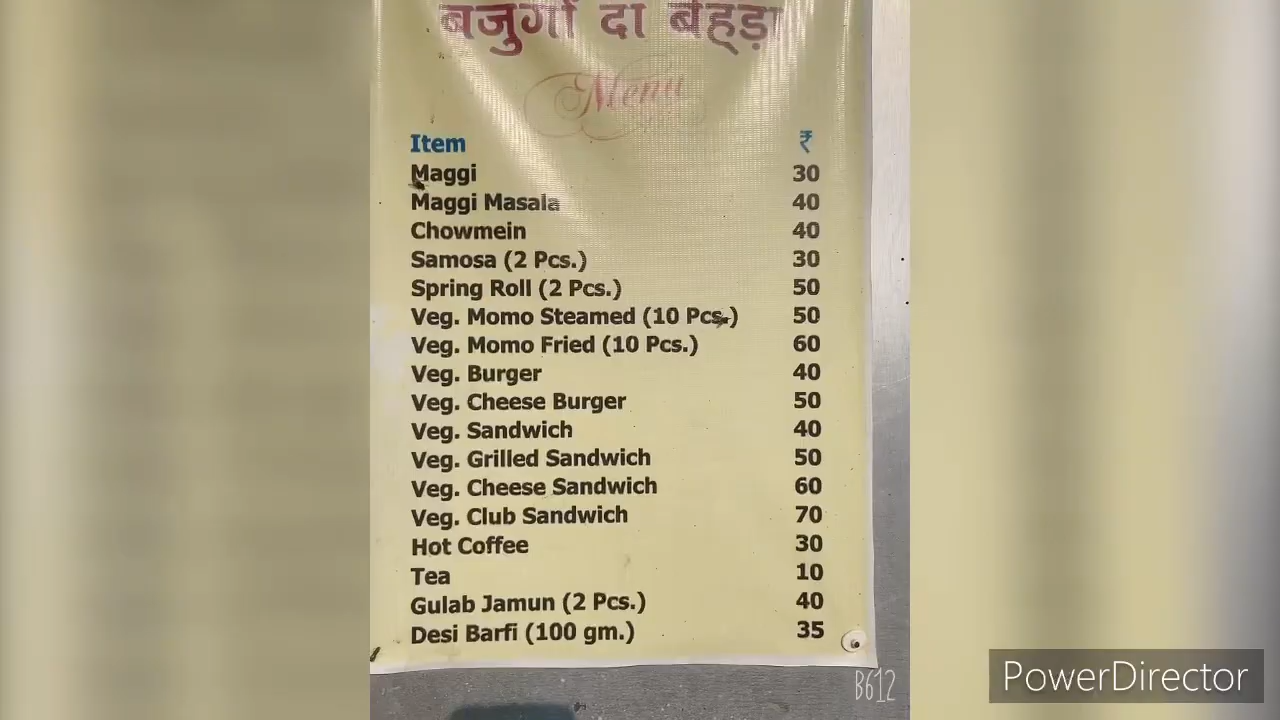 बजुर्गों दा बेहड़ा
Menu
Item ₹
Maggi 30
Maggi Masala 40
Chowmein 40
Samosa (2 Pcs.) 30
Spring Roll (2 Pcs.) 50
Veg. Momo Steamed (10 Pcs.) 50
Veg. Momo Fried (10 Pcs.) 60
Veg. Burger 40
Veg. Cheese Burger 50
Veg. Sandwich 40
Veg. Grilled Sandwich 50
Veg. Cheese Sandwich 60
Veg. Club Sandwich 70
Hot Coffee 30
Tea 10
Gulab Jamun (2 Pcs.) 40
Desi Barfi (100 gm.) 35
B612
PowerDirector